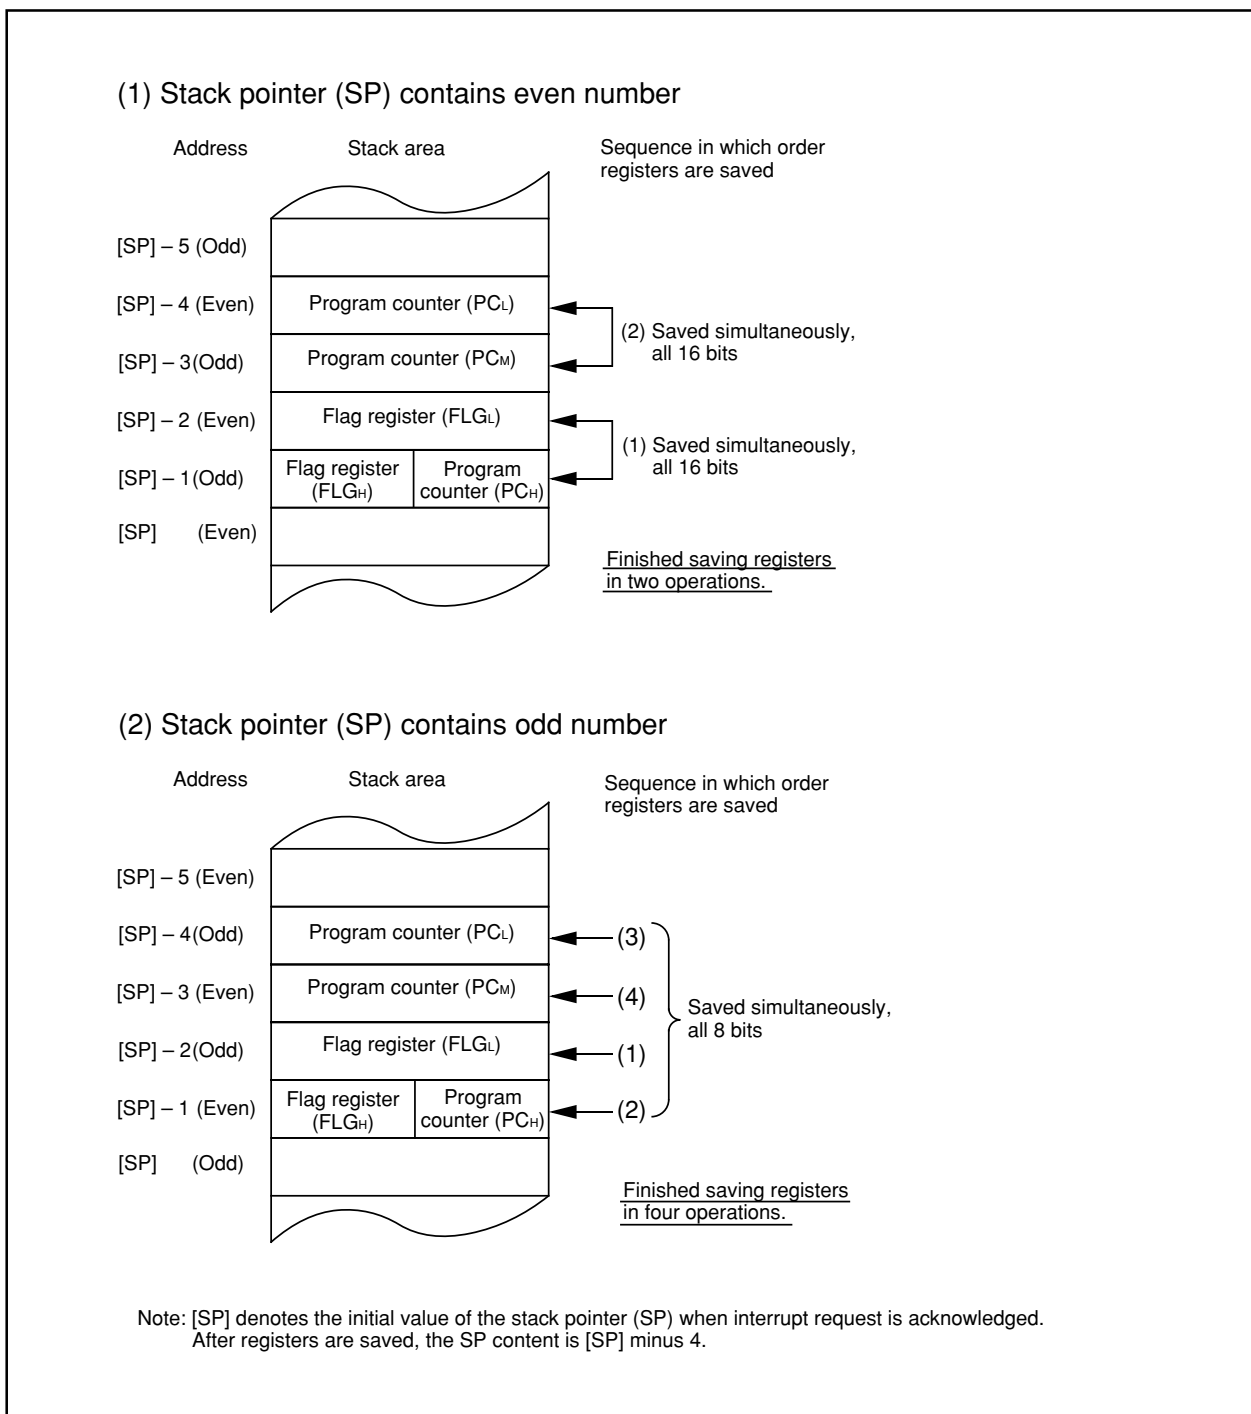 (1) Stack pointer (SP) contains even number
Address Stack area Sequence in which order
registers are saved
[SP] – 5 (Odd)
[SP] – 4 (Even) Program counter (PCL)
(2) Saved simultaneously,
all 16 bits
[SP] – 3(Odd) Program counter (PCM)
[SP] – 2 (Even) Flag register (FLGL)
(1) Saved simultaneously,
all 16 bits
[SP] – 1(Odd) Flag register
(FLGH)
Program
counter (PCH)
[SP] (Even)
Finished saving registers
in two operations.
(2) Stack pointer (SP) contains odd number
Address Stack area Sequence in which order
registers are saved
[SP] – 5 (Even)
[SP] – 4(Odd) Program counter (PCL) (3)
[SP] – 3 (Even) Program counter (PCM) (4)
Saved simultaneously,
all 8 bits
[SP] – 2(Odd) Flag register (FLGL) (1)
[SP] – 1 (Even) Flag register
(FLGH)
Program
counter (PCH)
(2)
[SP] (Odd)
Finished saving registers
in four operations.
Note: [SP] denotes the initial value of the stack pointer (SP) when interrupt request is acknowledged.
After registers are saved, the SP content is [SP] minus 4.